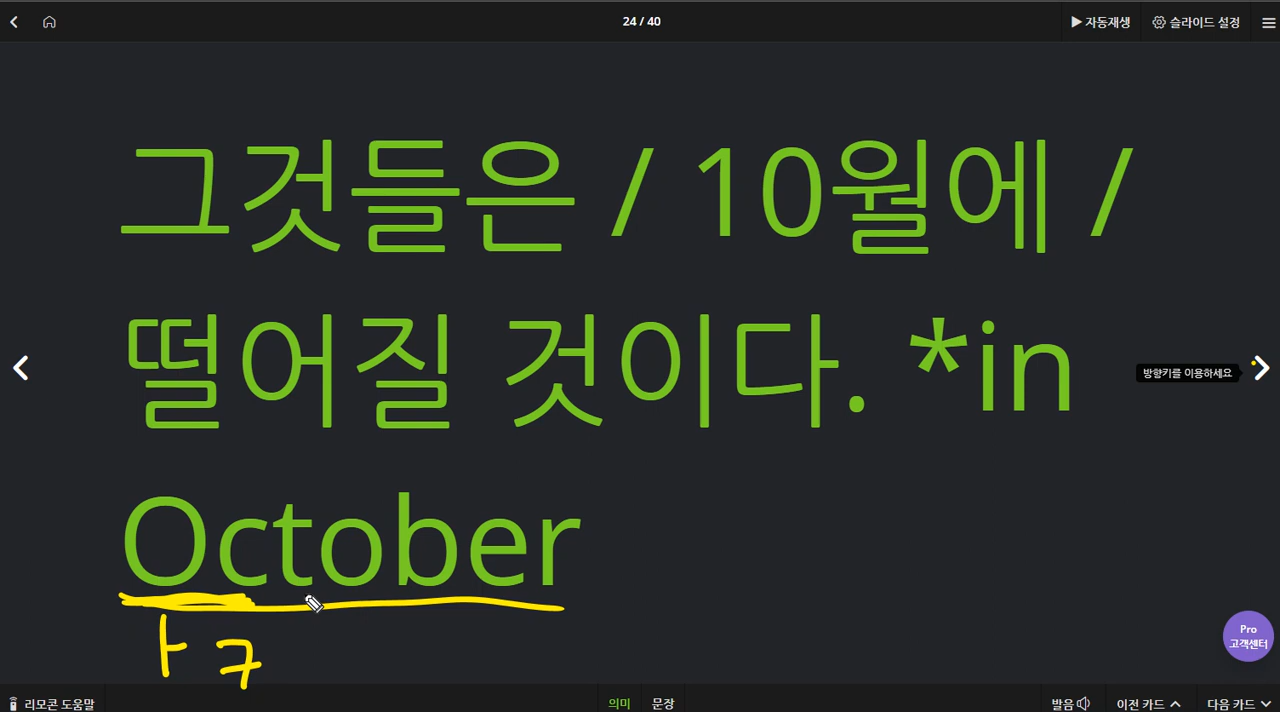 24 / 40
자동재생
슬라이드 설정
그것들은 / 10월에 /
떨어질 것이다. *in
방향키를 이용하세요
October
ㅏ ㅋ
Pro
고객센터
리모콘 도움말
의미
문장
발음
이전 카드
다음 카드